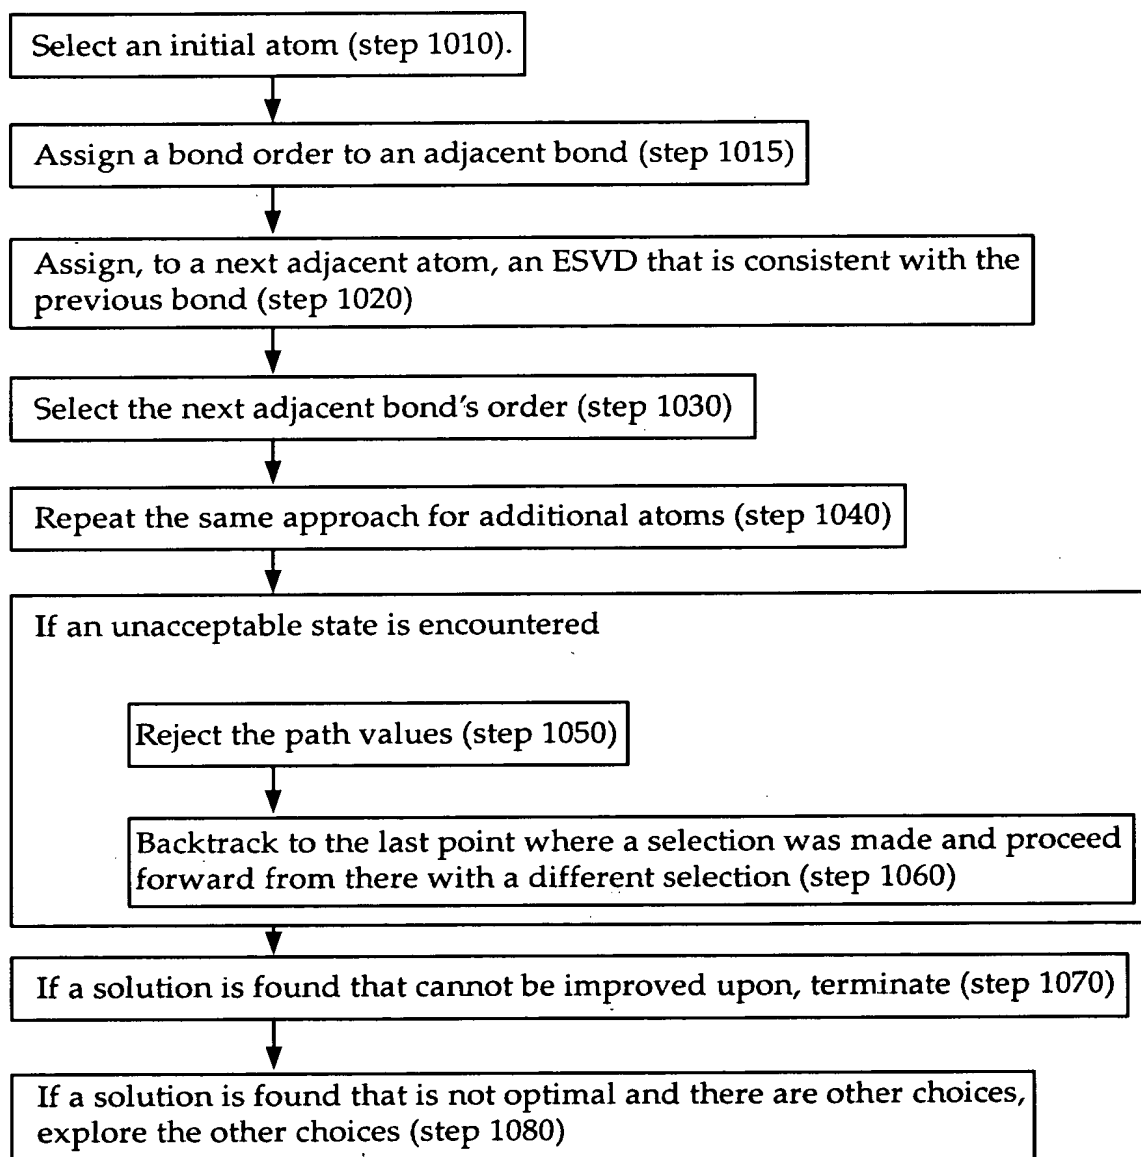 Select an initial atom (step 1010).
Assign a bond order to an adjacent bond (step 1015)
Assign, to a next adjacent atom, an ESVD that is consistent with the
previous bond (step 1020)
Select the next adjacent bond's order (step 1030)
Repeat the same approach for additional atoms (step 1040)
If an unacceptable state is encountered
Reject the path values (step 1050)
Backtrack to the last point where a selection was made and proceed
forward from there with a different selection (step 1060)
If a solution is found that cannot be improved upon, terminate (step 1070)
If a solution is found that is not optimal and there are other choices,
explore the other choices (step 1080)